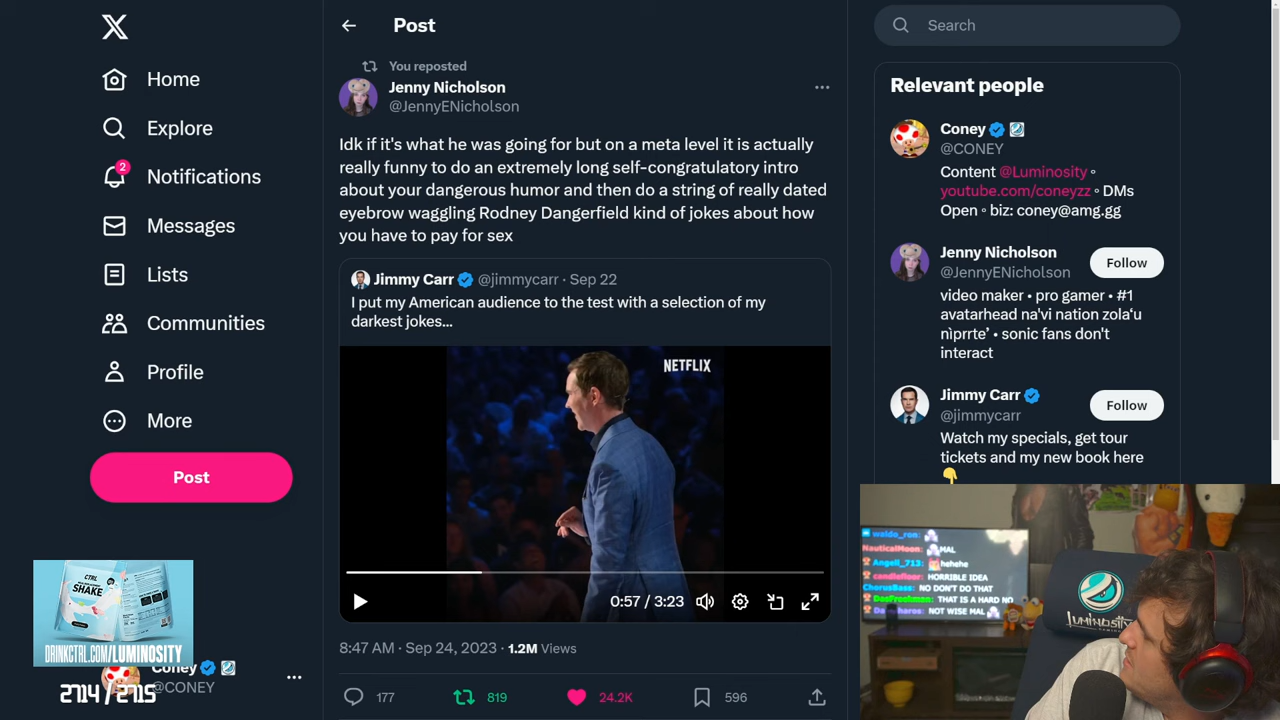 Home
Explore
2
Notifications
Messages
Lists
Communities
Profile
More
Post
Post
You reposted
Jenny Nicholson
@JennyENicholson
Idk if it's what he was going for but on a meta level it is actually
really funny to do an extremely long self-congratulatory intro
about your dangerous humor and then do a string of really dated
eyebrow waggling Rodney Dangerfield kind of jokes about how
you have to pay for sex
Jimmy Carr @jimmycarr · Sep 22
I put my American audience to the test with a selection of my
darkest jokes...
NETFLIX
0:57 / 3:23
8:47 AM · Sep 24, 2023 · 1.2M Views
177 819 24.2K 596
Search
Relevant people
Coney
@CONEY
Content @Luminosity ◦
youtube.com/coneyzz ◦ DMs
Open ◦ biz: coney@amg.gg
Jenny Nicholson
@JennyENicholson
Follow
video maker • pro gamer • #1
avatarhead na'vi nation zola‘u
nìprrte’ • sonic fans don't
interact
Jimmy Carr
@jimmycarr
Follow
Watch my specials, get tour
tickets and my new book here
CTRL
SHAKE
DRINKCTRL.COM/LUMINOSITY
Coney
@CONEY
2714 / 2715
waldo_ron:
NauticalMoon: MAL
Angell_713: hehehe
candleflour: HORRIBLE IDEA
ChorusBass: NO DON'T DO THAT
DasFreshman: THAT IS A HARD NO
NOT WISE MAL
luminosity